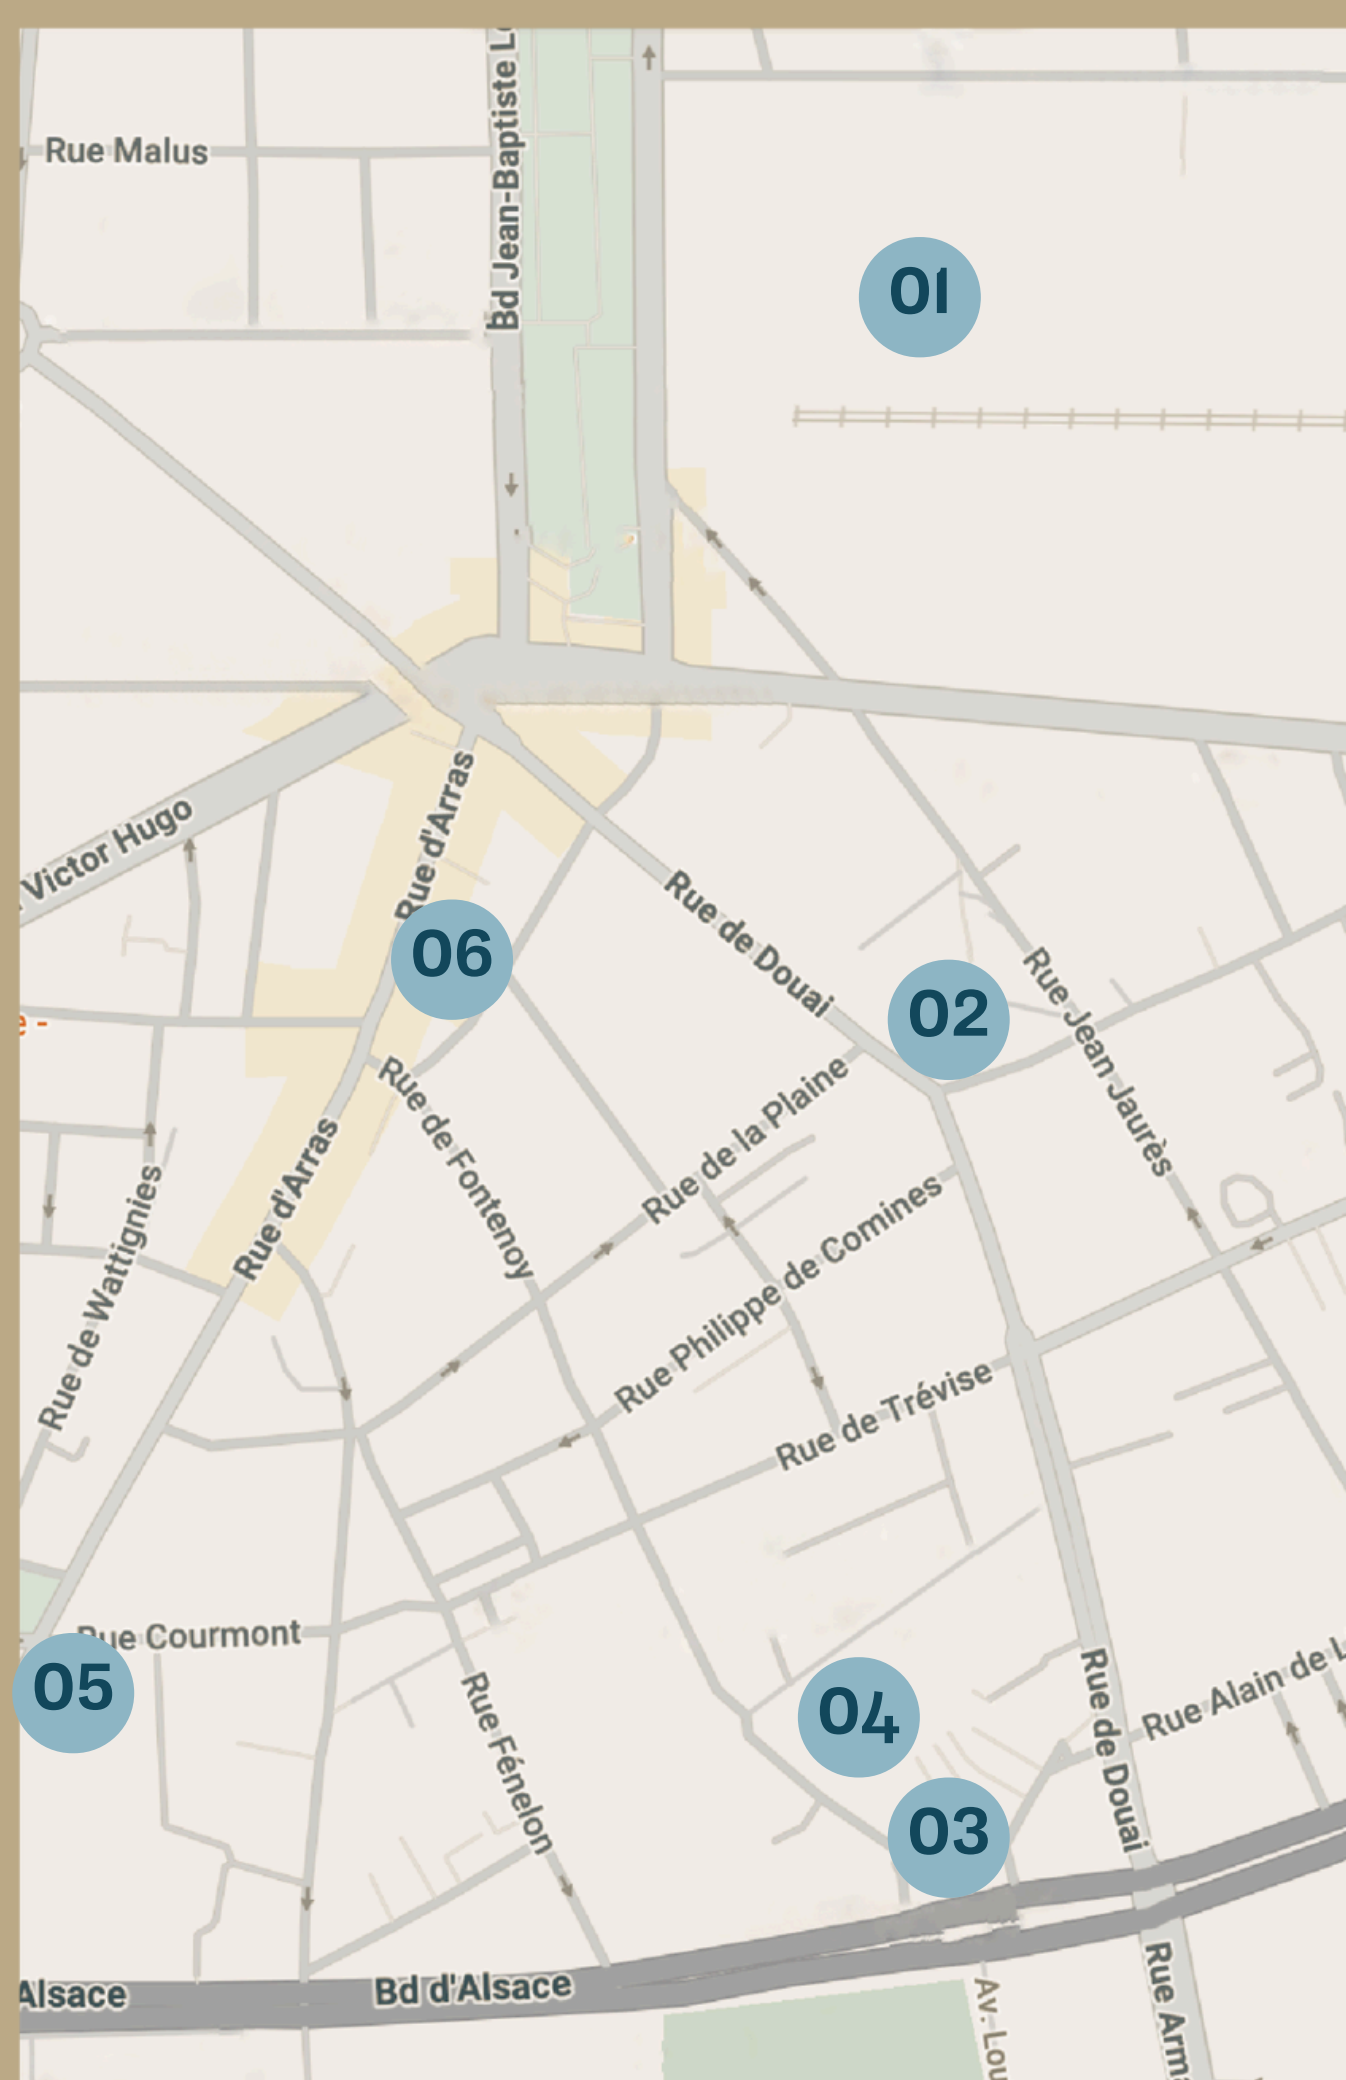 Bd Jean-Baptiste L
Rue Malus
01
Victor Hugo
Rue d'Arras
Rue de Douai
06
02
Rue Jean Jaurès
e -
Rue de Fontenoy
Rue de la Plaine
Rue d'Arras
Rue de Wattignies
Rue Philippe de Comines
Rue de Trévise
Rue Courmont
05
Rue Fénelon
04
Rue de Douai
Rue Alain de L
03
Alsace
Bd d'Alsace
Av. Lou
Rue Arma